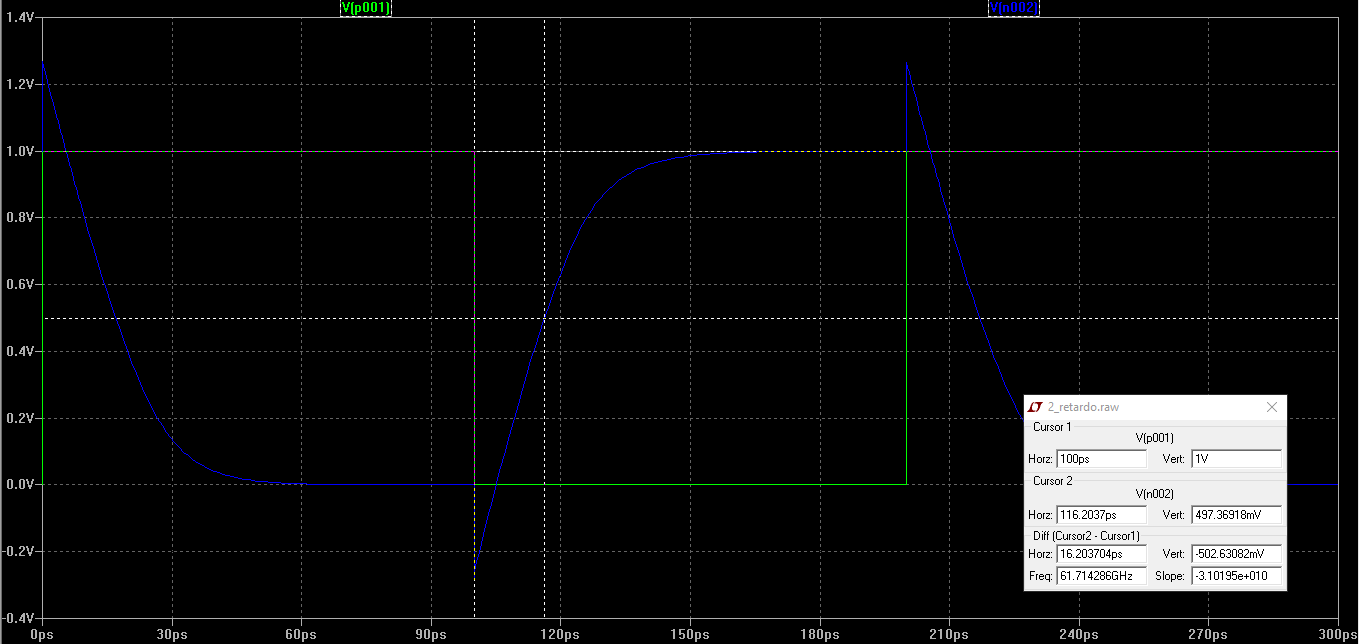 V(p001) V(n002)
1.4V
1.2V
1.0V
0.8V
0.6V
0.4V
0.2V
0.0V
-0.2V
-0.4V
0ps 30ps 60ps 90ps 120ps 150ps 180ps 210ps 240ps 270ps 300ps
2_retardo.raw
Cursor 1
V(p001)
Horz: 100ps Vert: 1V
Cursor 2
V(n002)
Horz: 116.2037ps Vert: 497.36918mV
Diff (Cursor2 - Cursor1)
Horz: 16.203704ps Vert: -502.63082mV
Freq: 61.714286GHz Slope: -3.10195e+010